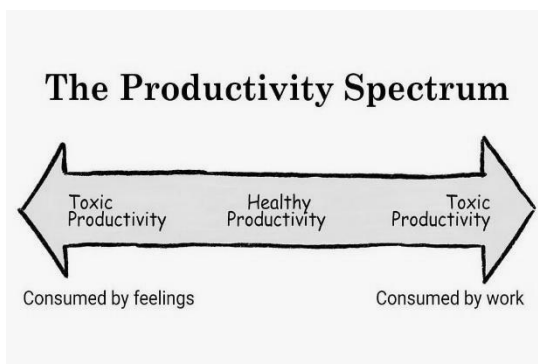 The Productivity Spectrum
Toxic
Productivity
Healthy
Productivity
Toxic
Productivity
Consumed by feelings
Consumed by work